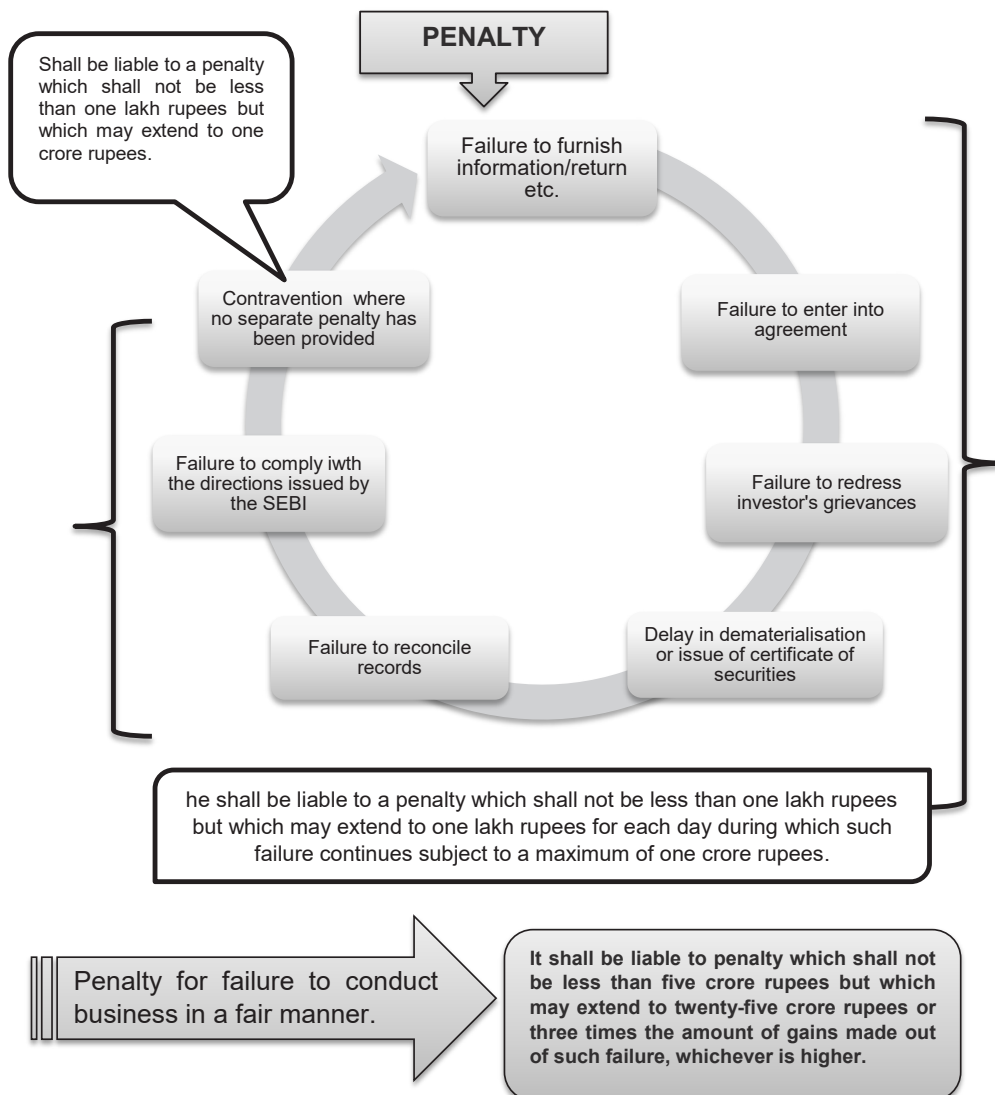 PENALTY
Shall be liable to a penalty
which shall not be less
than one lakh rupees but
which may extend to one
crore rupees.
Failure to furnish
information/return
etc.
Failure to enter into
agreement
Failure to redress
investor's grievances
Delay in dematerialisation
or issue of certificate of
securities
Failure to reconcile
records
Failure to comply iwth
the directions issued by
the SEBI
Contravention where
no separate penalty has
been provided
he shall be liable to a penalty which shall not be less than one lakh rupees
but which may extend to one lakh rupees for each day during which such
failure continues subject to a maximum of one crore rupees.
Penalty for failure to conduct
business in a fair manner.
It shall be liable to penalty which shall not
be less than five crore rupees but which
may extend to twenty-five crore rupees or
three times the amount of gains made out
of such failure, whichever is higher.